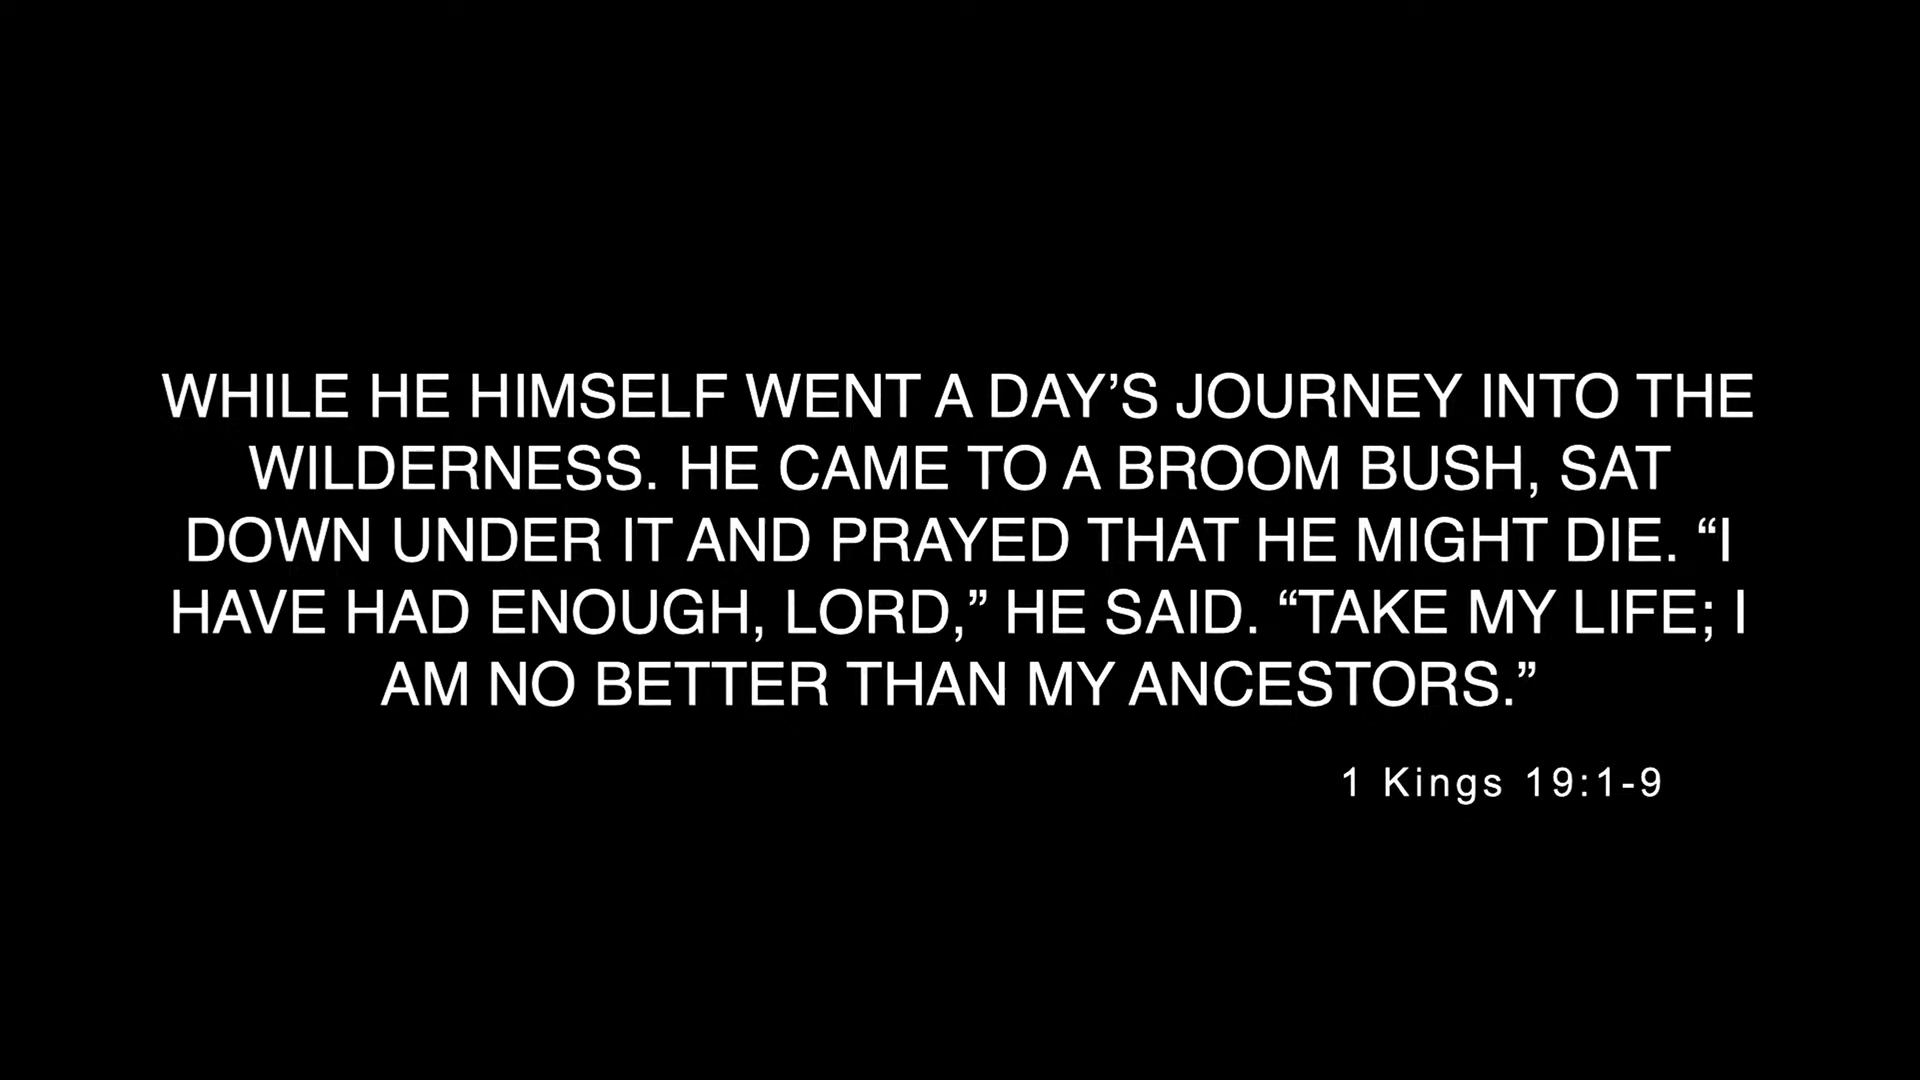 WHILE HE HIMSELF WENT A DAY’S JOURNEY INTO THE
WILDERNESS. HE CAME TO A BROOM BUSH, SAT
DOWN UNDER IT AND PRAYED THAT HE MIGHT DIE. “I
HAVE HAD ENOUGH, LORD,” HE SAID. “TAKE MY LIFE; I
AM NO BETTER THAN MY ANCESTORS.”
1 Kings 19:1-9